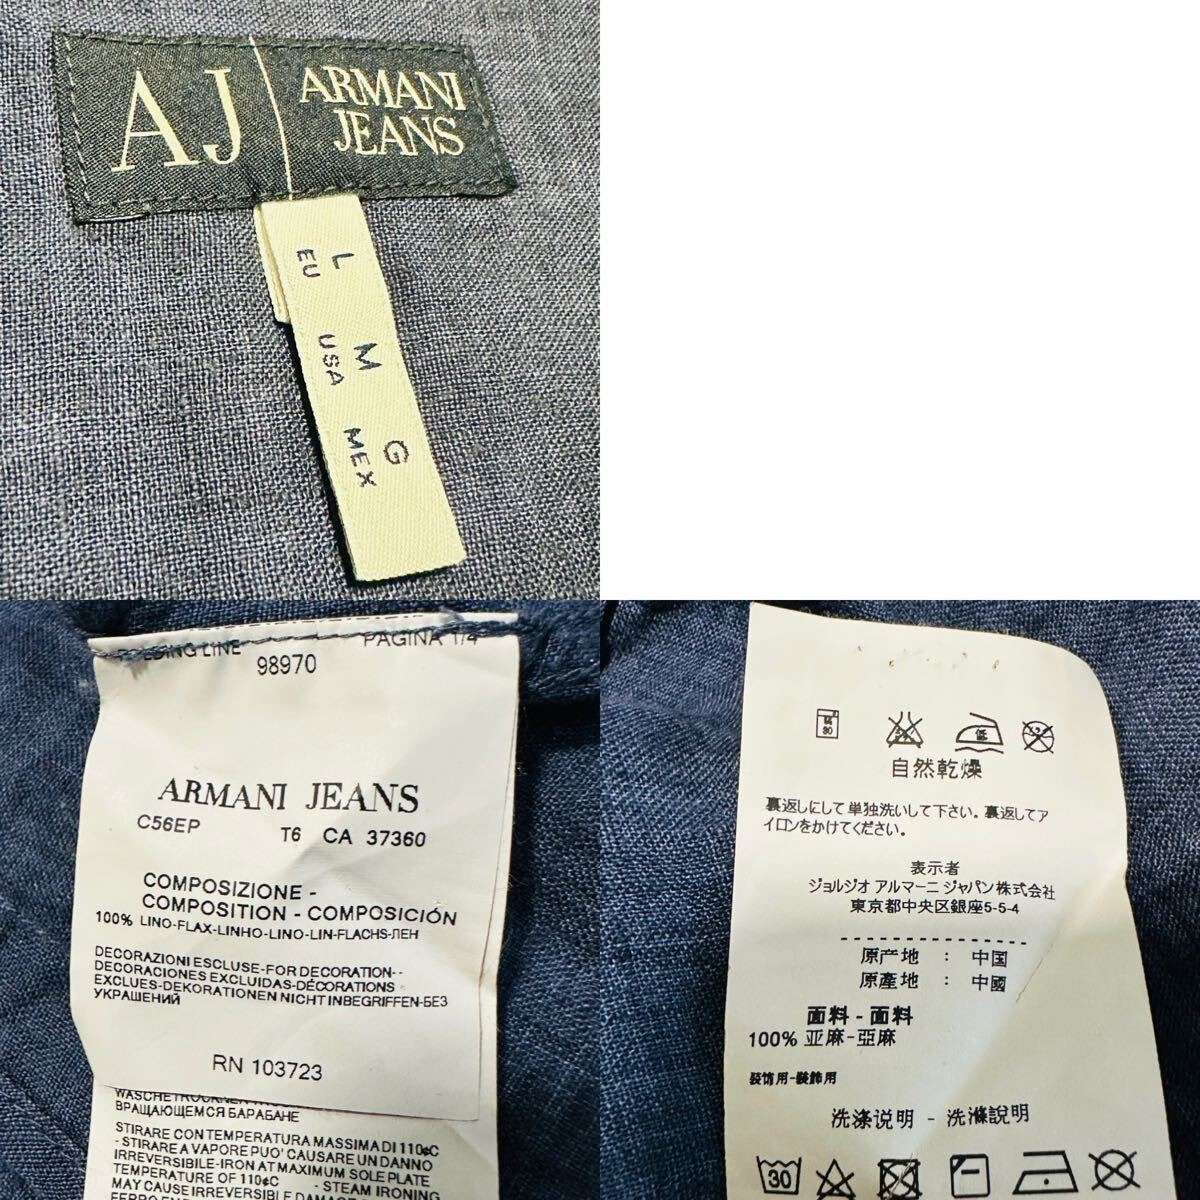 AJ
ARMANI
JEANS
L M G
EU USA MEX
FOLDING LINE PAGINA 1/4
98970
ARMANI JEANS
C56EP T6 CA 37360
COMPOSIZIONE -
COMPOSITION - COMPOSICIÓN
100% LINO-FLAX-LINHO-LINO-LIN-FLACHS-ЛЕН
DECORAZIONI ESCLUSE-FOR DECORATION--
DECORACIONES EXCLUIDAS-DÉCORATIONS
EXCLUES-DEKORATIONEN NICHT INBEGRIFFEN-БЕЗ
УКРАШЕНИЙ
RN 103723
ВРАЩАЮЩЕМСЯ БАРАБАНЕ
STIRARE CON TEMPERATURA MASSIMA DI 110¢C
- STIRARE A VAPORE PUO' CAUSARE UN DANNO
IRREVERSIBILE-IRON AT MAXIMUM SOLE PLATE
TEMPERATURE OF 110¢C - STEAM IRONING
MAY CAUSE IRREVERSIBLE DAMAGE
30
低
自然乾燥
裏返しにして単独洗いして下さい。裏返してア
イロンをかけてください。
表示者
ジョルジオ アルマーニ ジャパン株式会社
東京都中央区銀座5-5-4
原产地 : 中国
原產地 : 中國
面料 - 面料
100% 亚麻-亞麻
装饰用-裝飾用
洗涤说明 - 洗滌說明
30